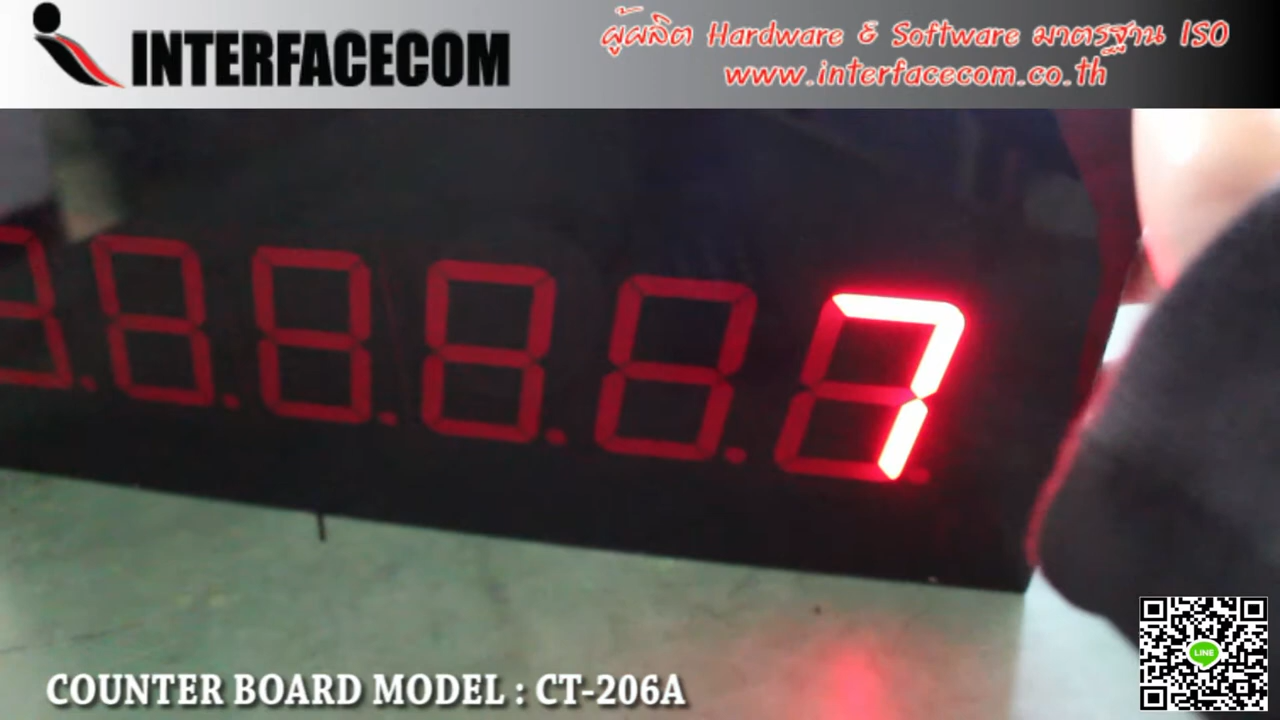 INTERFACECOM
ผู้ผลิต Hardware & Software มาตรฐาน ISO
www.interfacecom.co.th
7
COUNTER BOARD MODEL : CT-206A
LINE